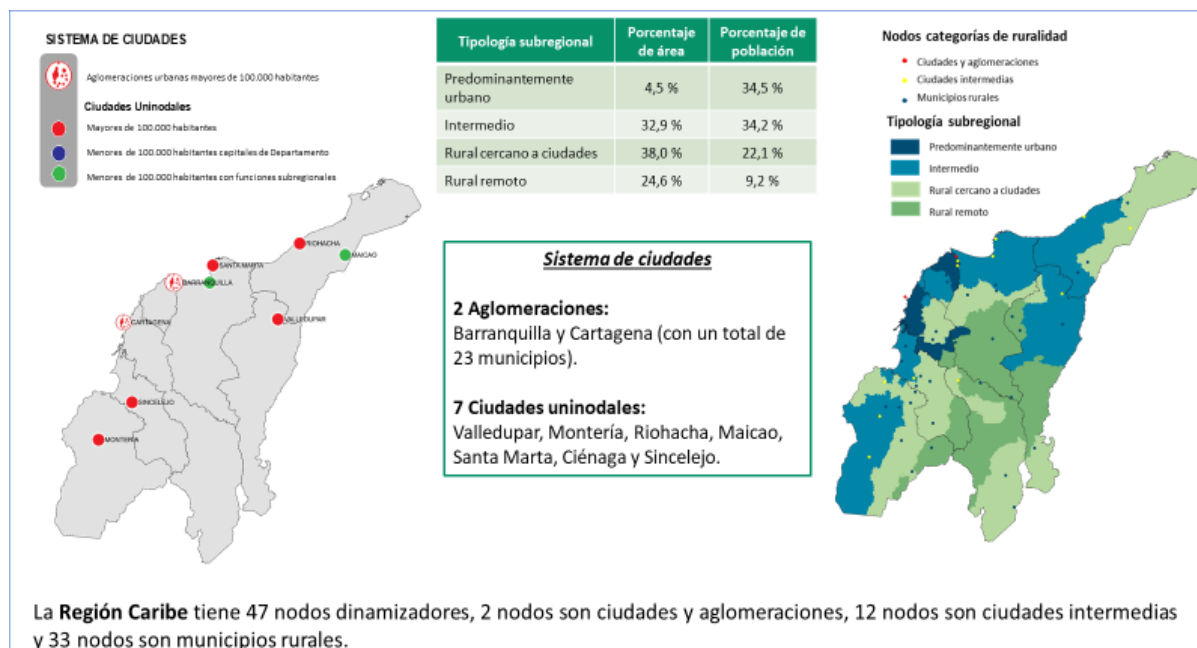 SISTEMA DE CIUDADES
Aglomeraciones urbanas mayores de 100.000 habitantes
Ciudades Uninodales
Mayores de 100.000 habitantes
Menores de 100.000 habitantes capitales de Departamento
Menores de 100.000 habitantes con funciones subregionales
RIOHACHA
MAICAO
SANTA MARTA
BARRANQUILLA
CARTAGENA
VALLEDUPAR
SINCELEJO
MONTERÍA
Tipología subregional Porcentaje de área Porcentaje de población
Predominantemente urbano 4,5 % 34,5 %
Intermedio 32,9 % 34,2 %
Rural cercano a ciudades 38,0 % 22,1 %
Rural remoto 24,6 % 9,2 %
Sistema de ciudades
2 Aglomeraciones:
Barranquilla y Cartagena (con un total de
23 municipios).
7 Ciudades uninodales:
Valledupar, Montería, Riohacha, Maicao,
Santa Marta, Ciénaga y Sincelejo.
Nodos categorías de ruralidad
Ciudades y aglomeraciones
Ciudades intermedias
Municipios rurales
Tipología subregional
Predominantemente urbano
Intermedio
Rural cercano a ciudades
Rural remoto
La Región Caribe tiene 47 nodos dinamizadores, 2 nodos son ciudades y aglomeraciones, 12 nodos son ciudades intermedias
y 33 nodos son municipios rurales.